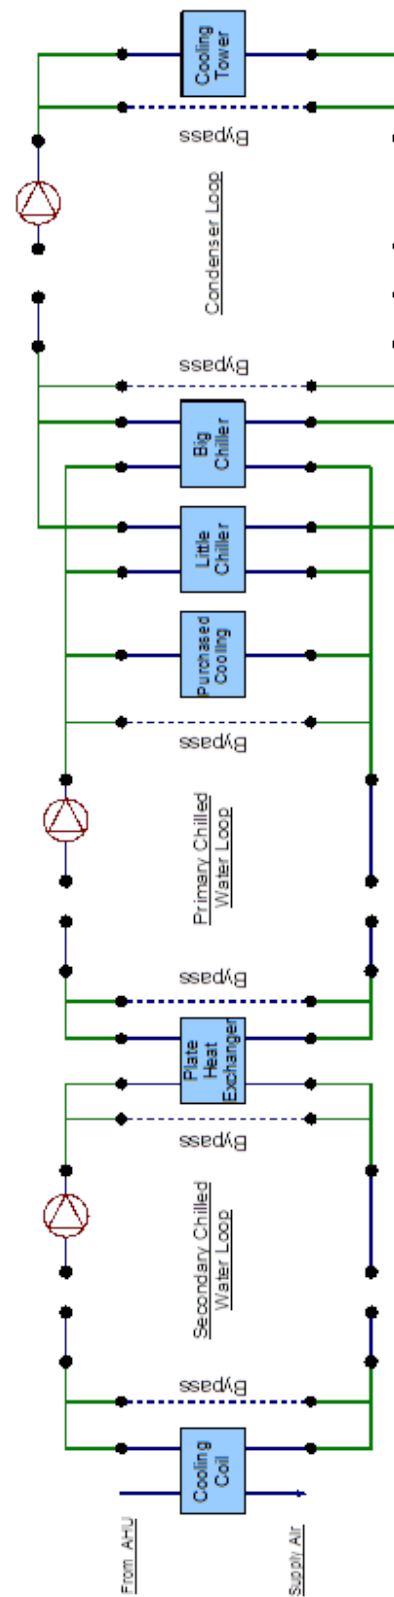 Cooling
Tower
Bypass
Condenser Loop
Bypass
Big
Chiller
Little
Chiller
Purchased
Cooling
Bypass
Primary Chilled
Water Loop
Bypass
Plate
Heat
Exchanger
Bypass
Secondary Chilled
Water Loop
Bypass
Cooling
Coil
From AHU
Supply Air